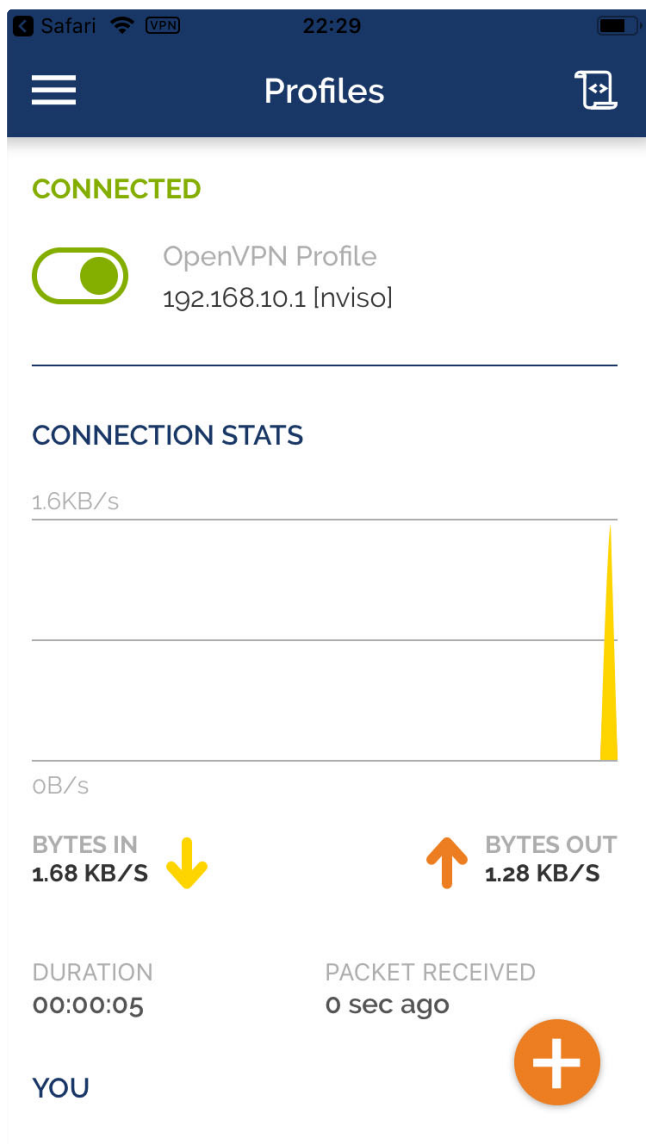 Safari VPN 22:29
Profiles
CONNECTED
OpenVPN Profile
192.168.10.1 [nviso]
CONNECTION STATS
1.6KB/s
0B/s
BYTES IN
1.68 KB/S
BYTES OUT
1.28 KB/S
DURATION
00:00:05
PACKET RECEIVED
0 sec ago
YOU